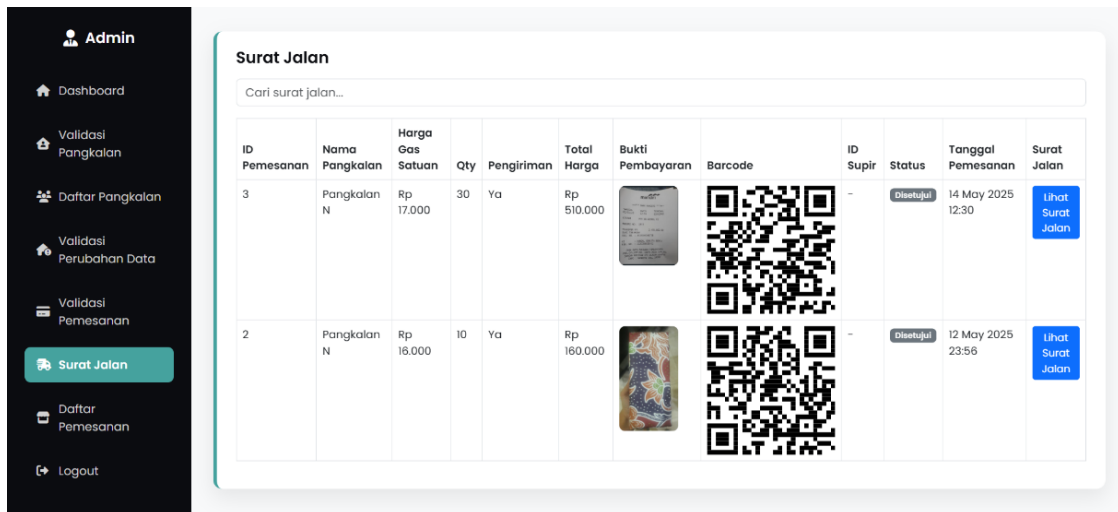 Admin
Dashboard
Validasi
Pangkalan
Daftar Pangkalan
Validasi
Perubahan Data
Validasi
Pemesanan
Surat Jalan
Daftar
Pemesanan
Logout
Surat Jalan
Cari surat jalan...
ID
Pemesanan
Nama
Pangkalan
Harga
Gas
Satuan
Qty
Pengiriman
Total
Harga
Bukti
Pembayaran
Barcode
ID
Supir
Status
Tanggal
Pemesanan
Surat
Jalan
3
Pangkalan
N
Rp
17.000
30
Ya
Rp
510.000
-
Disetujui
14 May 2025
12:30
Lihat
Surat
Jalan
2
Pangkalan
N
Rp
16.000
10
Ya
Rp
160.000
-
Disetujui
12 May 2025
23:56
Lihat
Surat
Jalan